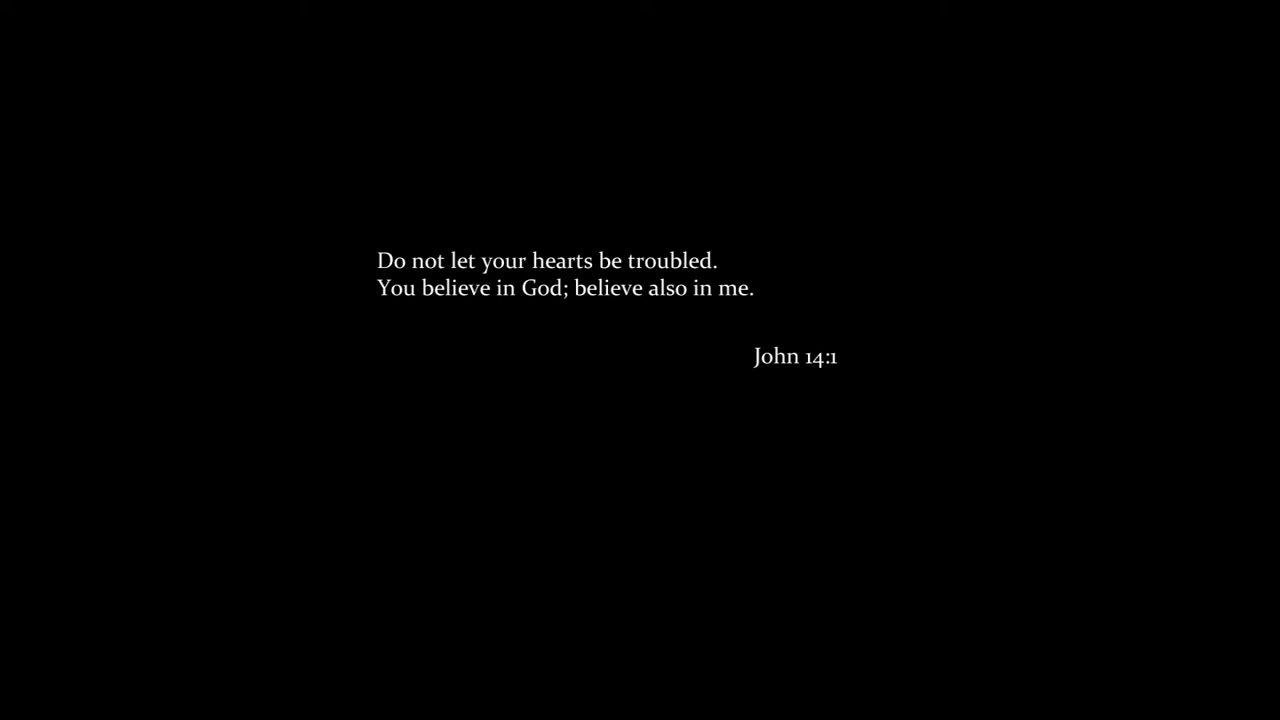 Do not let your hearts be troubled.
You believe in God; believe also in me.
John 14:1